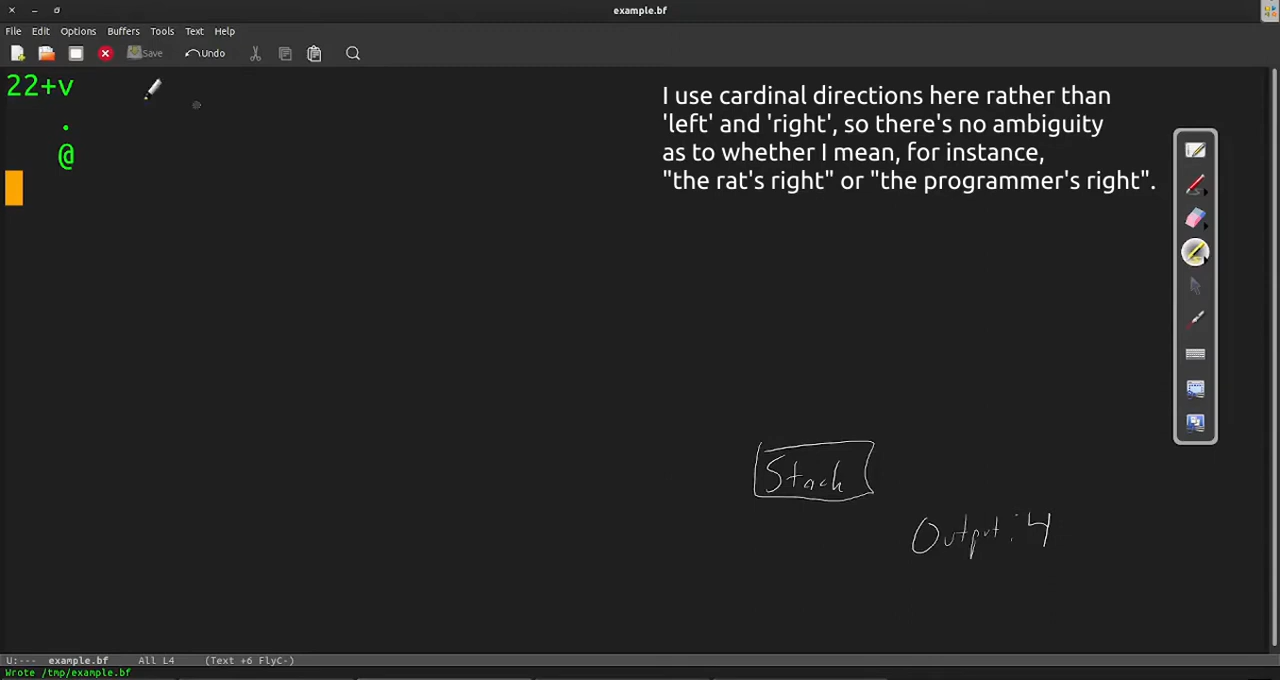 example.bf
File Edit Options Buffers Tools Text Help
Save Undo
22+v
.
@
I use cardinal directions here rather than
'left' and 'right', so there's no ambiguity
as to whether I mean, for instance,
"the rat's right" or "the programmer's right".
Stack
Output: 4
U:--- example.bf All L4 (Text +6 FlyC-)
Wrote /tmp/example.bf